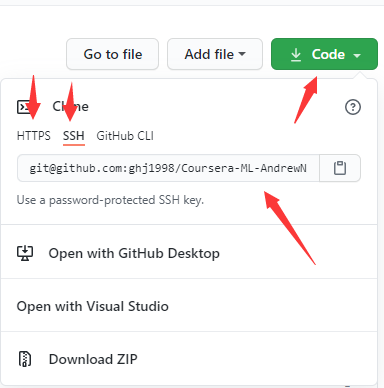 Go to file Add file Code
Clone
HTTPS SSH GitHub CLI
git@github.com:ghj1998/Coursera-ML-AndrewN
Use a password-protected SSH key.
Open with GitHub Desktop
Open with Visual Studio
Download ZIP